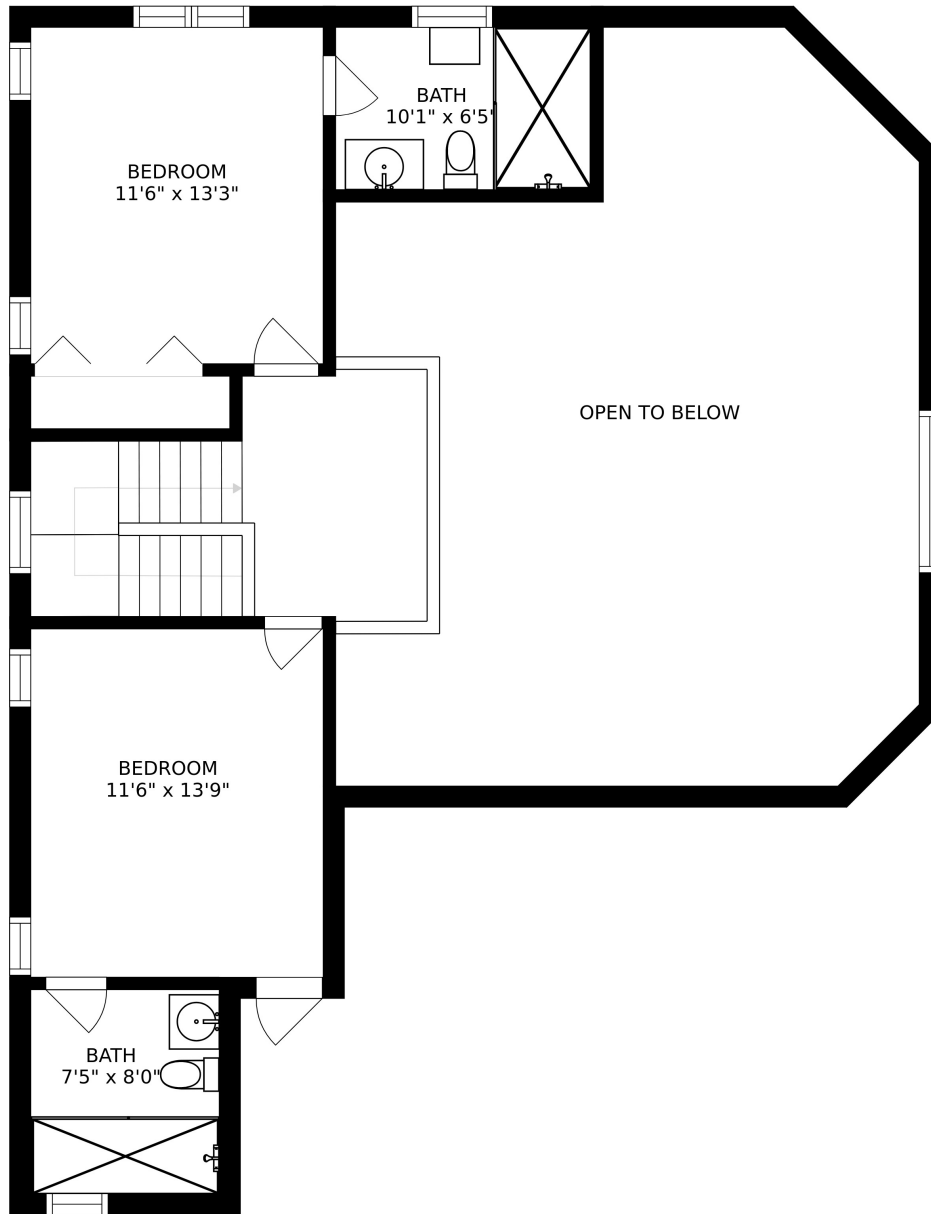 BATH
10'1" x 6'5"
BEDROOM
11'6" x 13'3"
OPEN TO BELOW
BEDROOM
11'6" x 13'9"
BATH
7'5" x 8'0"